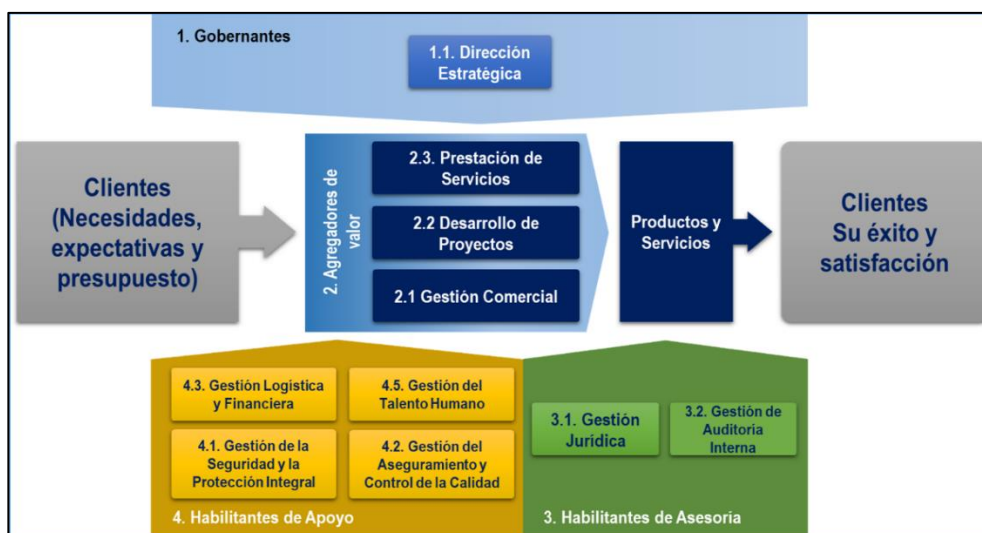 1. Gobernantes
1.1. Dirección
Estratégica
Clientes
(Necesidades,
expectativas y
presupuesto)
2. Agregadores de
valor
2.3. Prestación de
Servicios
2.2 Desarrollo de
Proyectos
2.1 Gestión Comercial
Productos y
Servicios
Clientes
Su éxito y
satisfacción
4.3. Gestión Logística
y Financiera
4.5. Gestión del
Talento Humano
4.1. Gestión de la
Seguridad y la
Protección Integral
4.2. Gestión del
Aseguramiento y
Control de la Calidad
4. Habilitantes de Apoyo
3.1. Gestión
Jurídica
3.2. Gestión de
Auditoría
Interna
3. Habilitantes de Asesoría